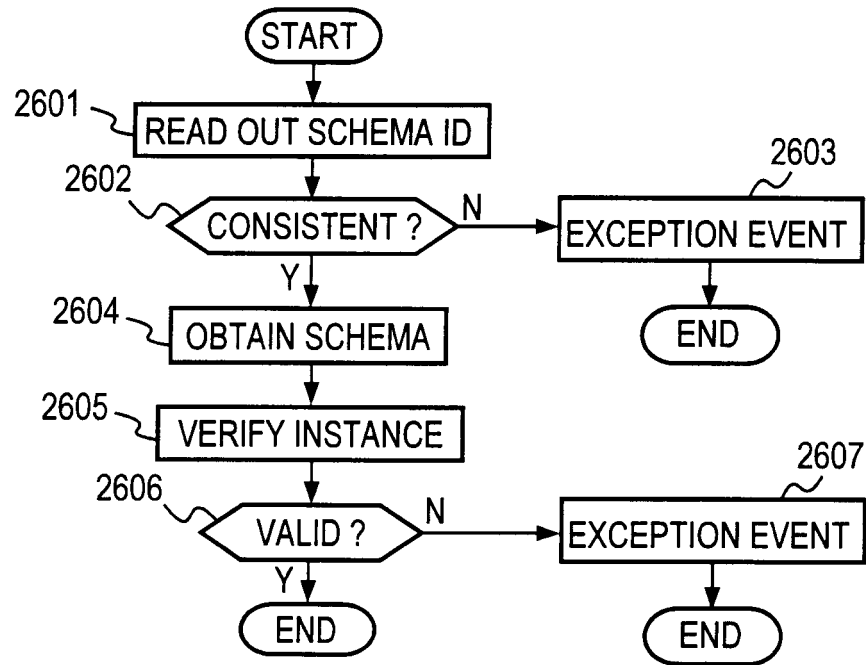 START
2601
READ OUT SCHEMA ID
2602
2603
CONSISTENT ?
N
EXCEPTION EVENT
Y
2604
OBTAIN SCHEMA
END
2605
VERIFY INSTANCE
2606
2607
VALID ?
N
EXCEPTION EVENT
Y
END
END